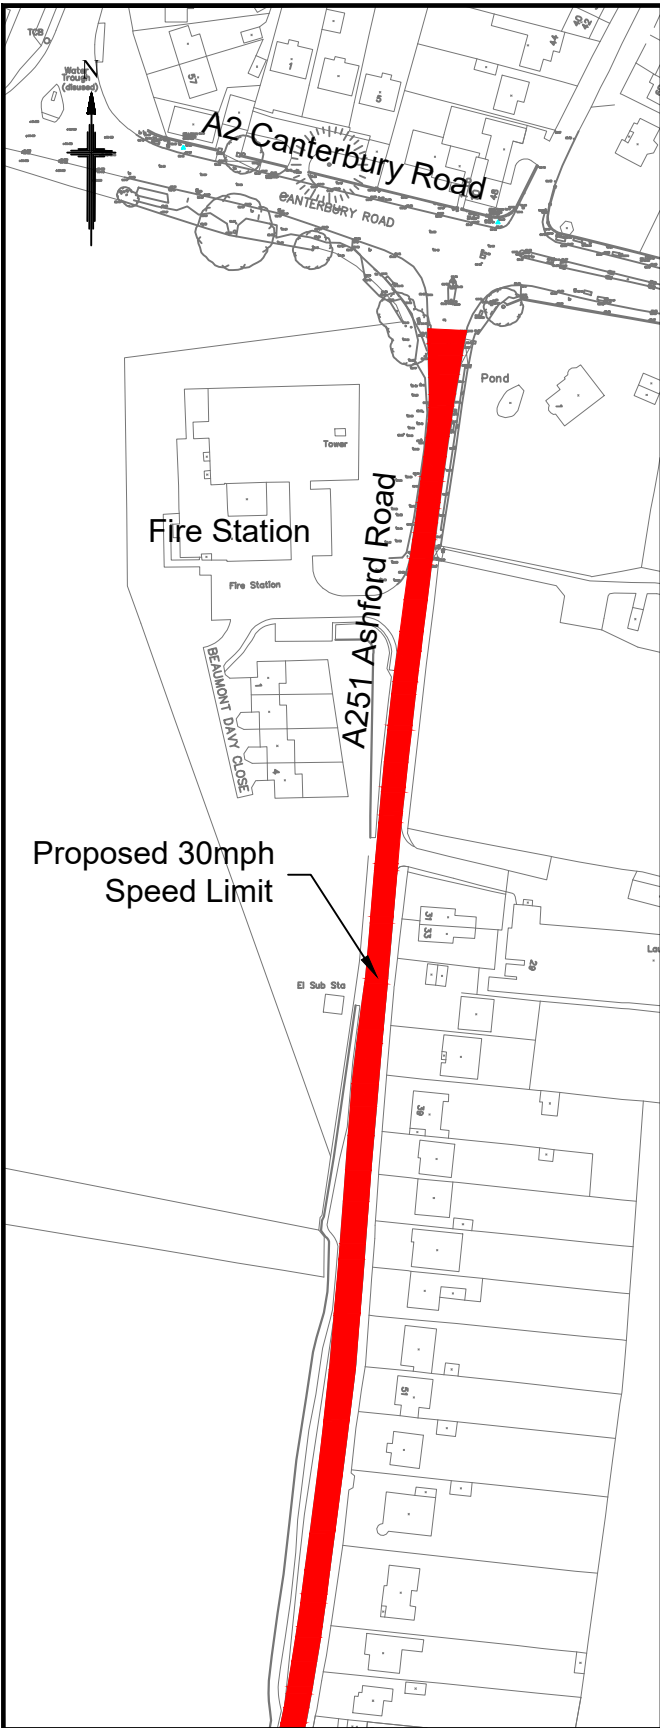 TCB
Water
Trough
(disused)
N
57
1
5
44
40
42
A2 Canterbury Road
CANTERBURY ROAD
49
Pond
1
Tower
Fire Station
Fire Station
A251 Ashford Road
BEAUMONT DAVY CLOSE
1
4
Proposed 30mph
Speed Limit
31
33
29
El Sub Sta
39
51